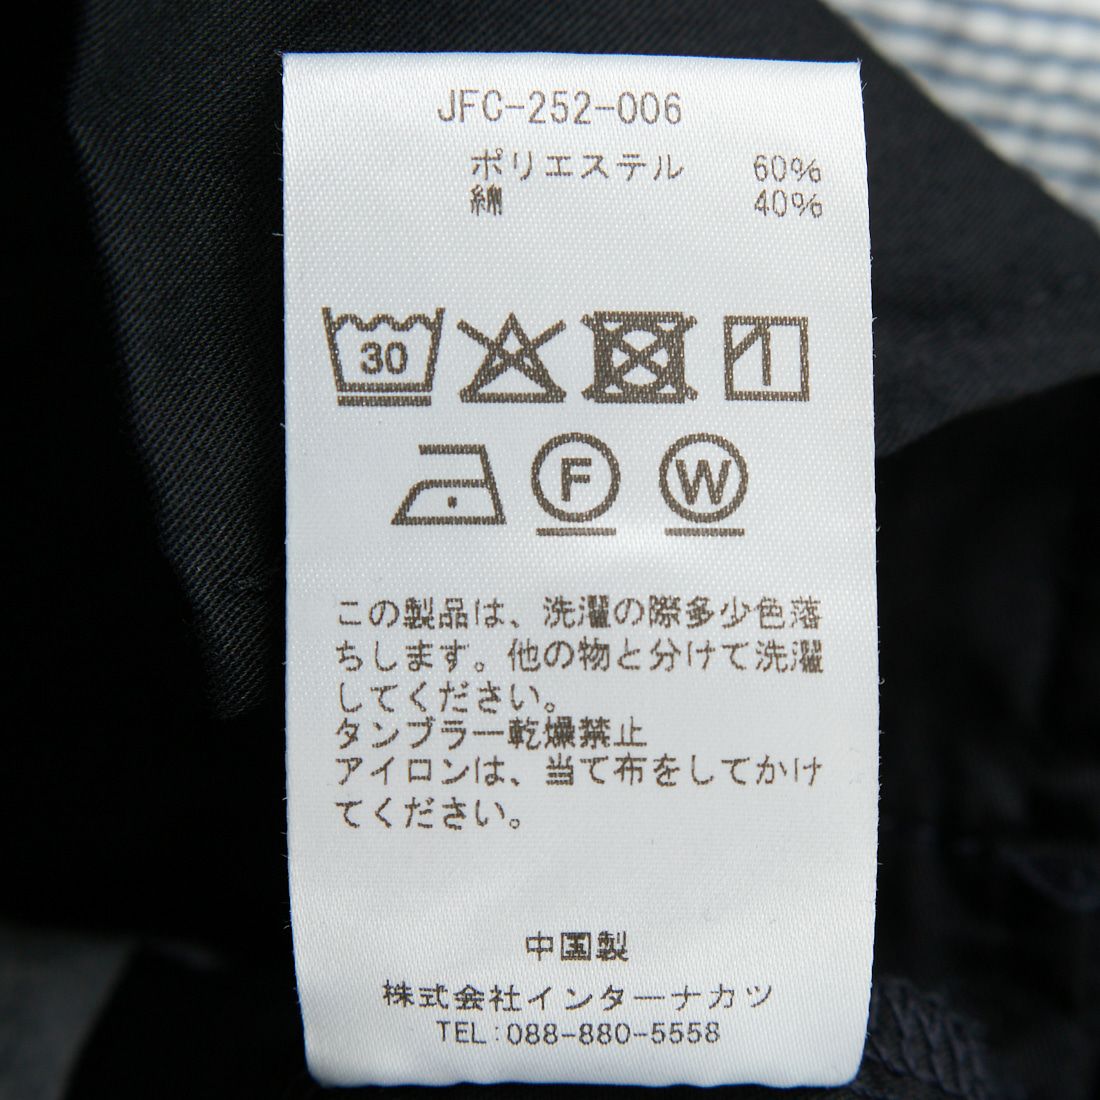 JFC-252-006
ポリエステル 60%
綿 40%
30
F W
この製品は、洗濯の際多少色落
ちします。他の物と分けて洗濯
してください。
タンブラー乾燥禁止
アイロンは、当て布をしてかけ
てください。
中国製
株式会社インターナカツ
TEL:088-880-5558